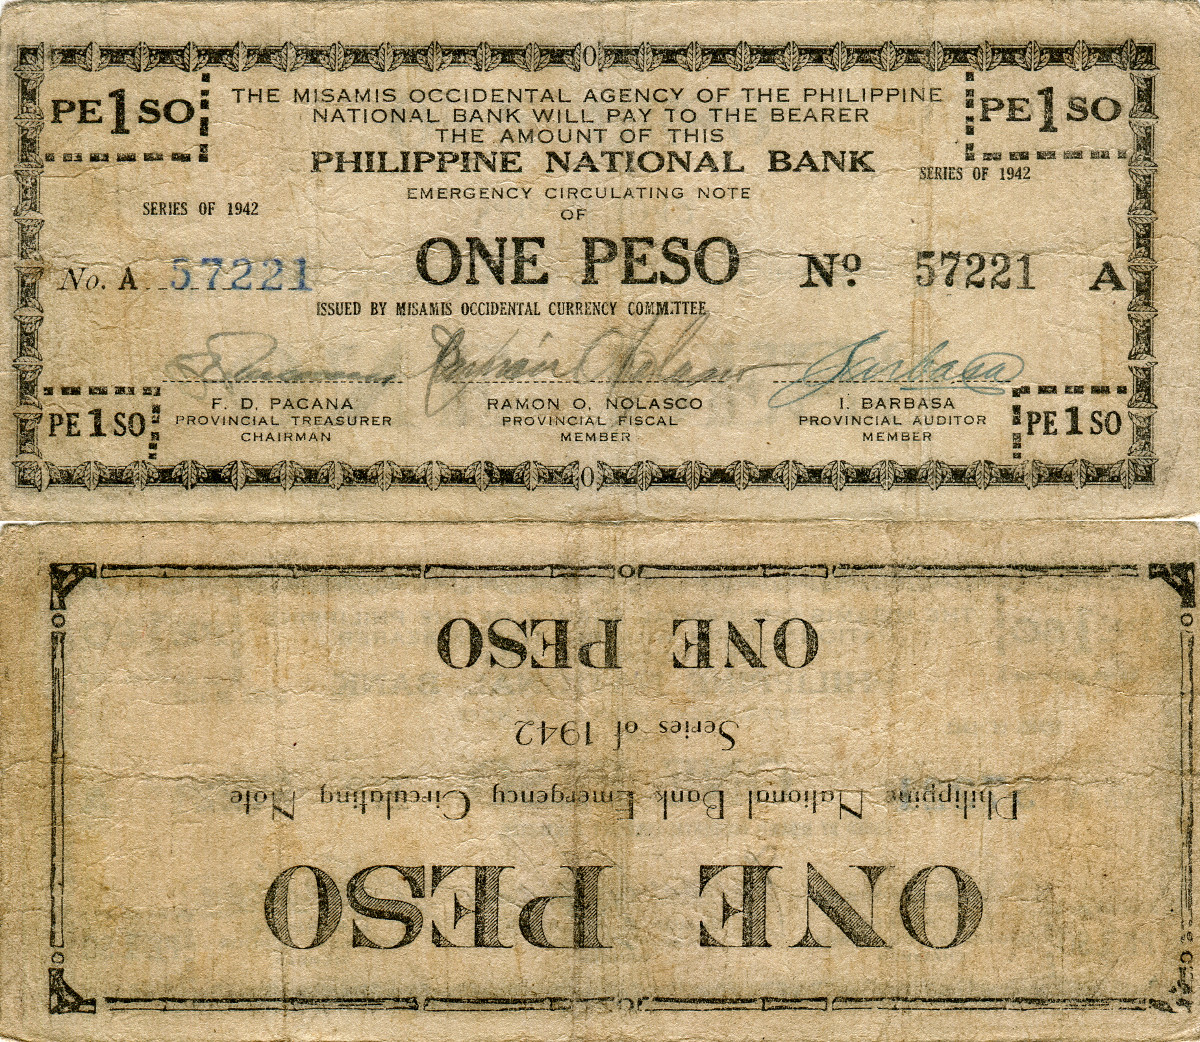 PE1SO
PE1SO
THE MISAMIS OCCIDENTAL AGENCY OF THE PHILIPPINE
NATIONAL BANK WILL PAY TO THE BEARER
THE AMOUNT OF THIS
PHILIPPINE NATIONAL BANK
EMERGENCY CIRCULATING NOTE
OF
SERIES OF 1942
SERIES OF 1942
ONE PESO
No. A 57221
Nº 57221 A
ISSUED BY MISAMIS OCCIDENTAL CURRENCY COMMITTEE
Ramón O. Nolasco
Barbasa
F. D. PACANA
PROVINCIAL TREASURER
CHAIRMAN
RAMON O. NOLASCO
PROVINCIAL FISCAL
MEMBER
I. BARBASA
PROVINCIAL AUDITOR
MEMBER
PE1SO
PE1SO
ONE PESO
Philippine National Bank Emergency Circulating Note
Series of 1942
ONE PESO